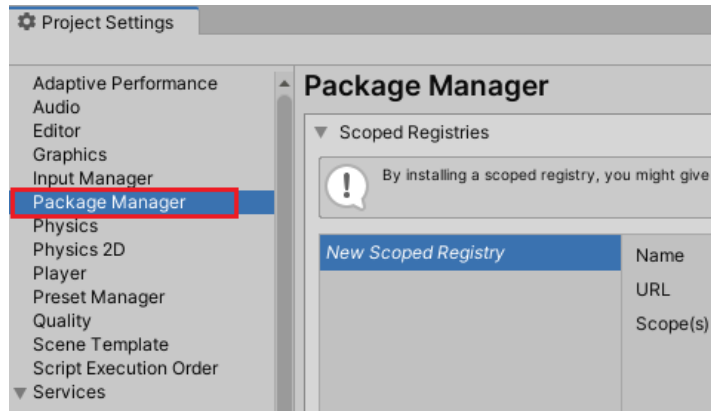 Project Settings
Adaptive Performance
Audio
Editor
Graphics
Input Manager
Package Manager
Physics
Physics 2D
Player
Preset Manager
Quality
Scene Template
Script Execution Order
Services
Package Manager
Scoped Registries
By installing a scoped registry, you might give
New Scoped Registry
Name
URL
Scope(s)